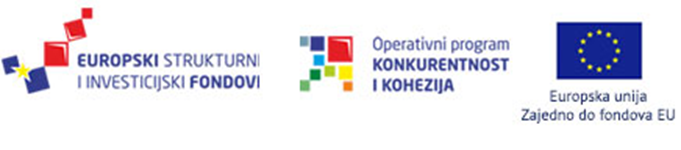 EUROPSKI STRUKTURNI
I INVESTICIJSKI FONDOVI
Operativni program
KONKURENTNOST
I KOHEZIJA
Europska unija
Zajedno do fondova EU